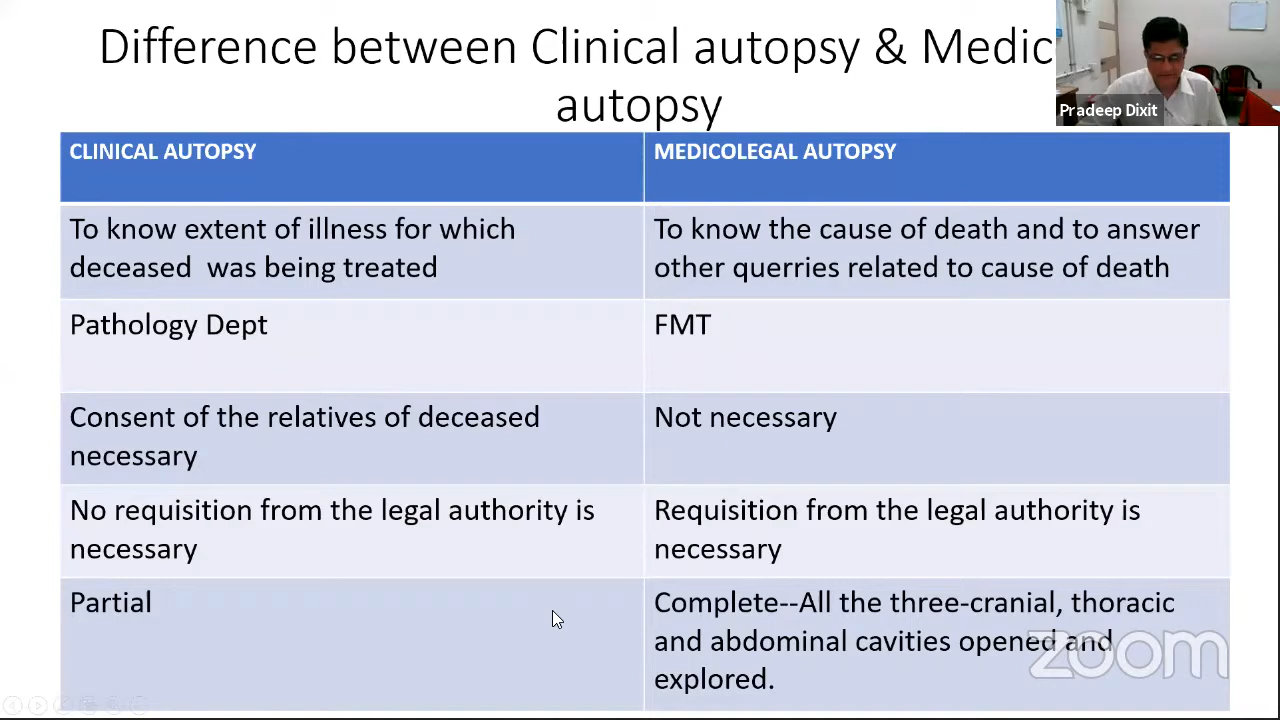 Difference between Clinical autopsy & Medic
autopsy
Pradeep Dixit
CLINICAL AUTOPSY
MEDICOLEGAL AUTOPSY
To know extent of illness for which
deceased was being treated
To know the cause of death and to answer
other querries related to cause of death
Pathology Dept
FMT
Consent of the relatives of deceased
necessary
Not necessary
No requisition from the legal authority is
necessary
Requisition from the legal authority is
necessary
Partial
Complete--All the three-cranial, thoracic
and abdominal cavities opened and
explored.
zoom